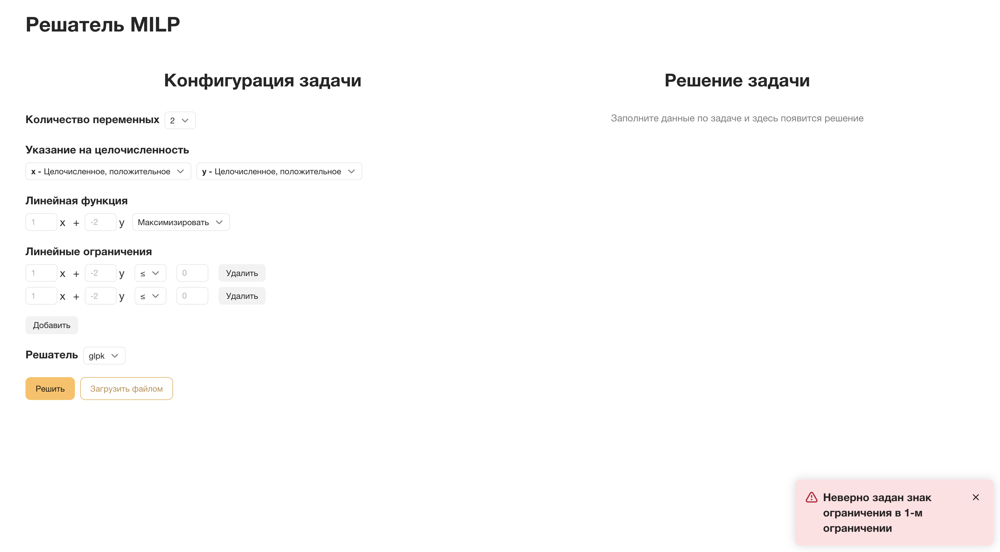 Решатель MILP
Конфигурация задачи
Количество переменных 2
Указание на целочисленность
x - Целочисленное, положительное y - Целочисленное, положительное
Линейная функция
1 x + -2 y Максимизировать
Линейные ограничения
1 x + -2 y ≤ 0 Удалить
1 x + -2 y ≤ 0 Удалить
Добавить
Решатель glpk
Решить Загрузить файлом
Решение задачи
Заполните данные по задаче и здесь появится решение
Неверно задан знак
ограничения в 1-м
ограничении